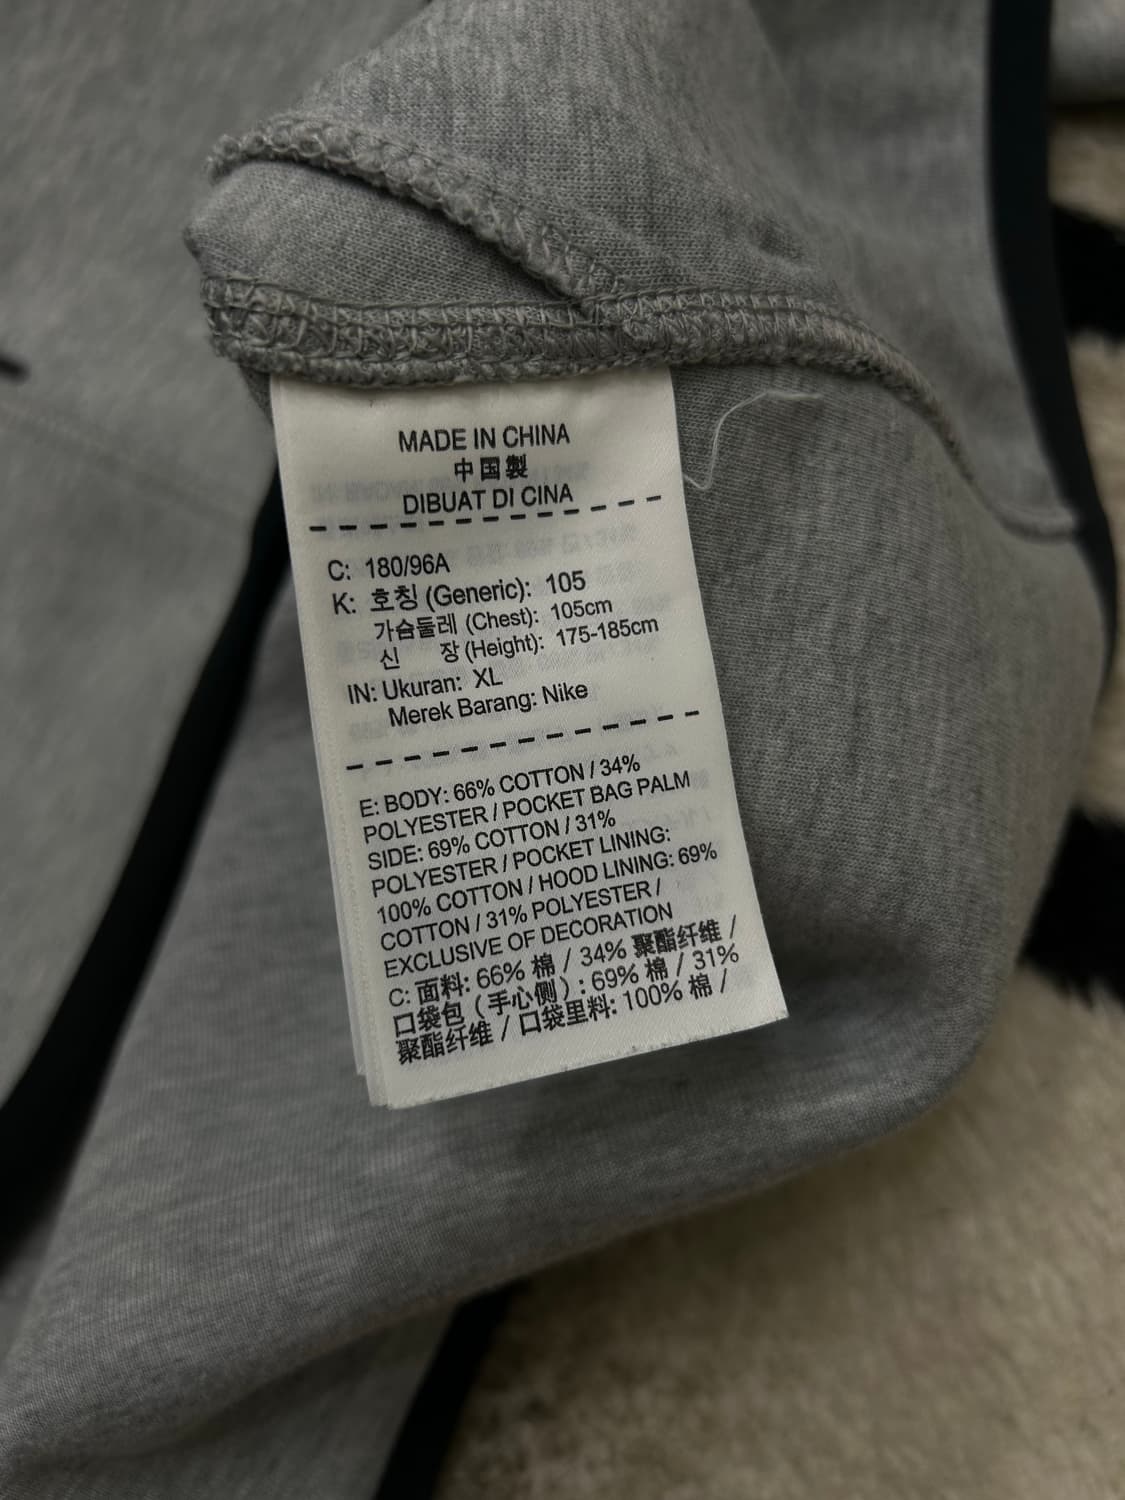 MADE IN CHINA
中国製
DIBUAT DI CINA
C: 180/96A
K: 호칭 (Generic): 105
가슴둘레 (Chest): 105cm
신 장 (Height): 175-185cm
IN: Ukuran: XL
Merek Barang: Nike
E: BODY: 66% COTTON / 34%
POLYESTER / POCKET BAG PALM
SIDE: 69% COTTON / 31%
POLYESTER / POCKET LINING:
100% COTTON / HOOD LINING: 69%
COTTON / 31% POLYESTER /
EXCLUSIVE OF DECORATION
C: 面料: 66% 棉 / 34% 聚酯纤维 /
口袋包（手心侧）: 69% 棉 / 31%
聚酯纤维 / 口袋里料: 100% 棉 /